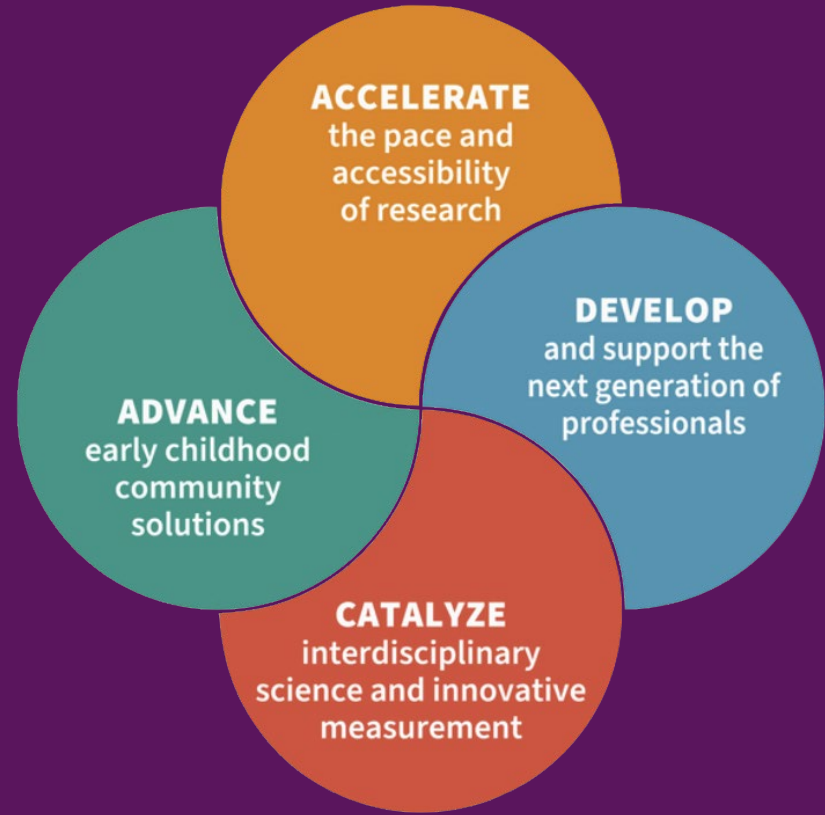 ACCELERATE
the pace and
accessibility
of research
DEVELOP
and support the
next generation of
professionals
ADVANCE
early childhood
community
solutions
CATALYZE
interdisciplinary
science and innovative
measurement